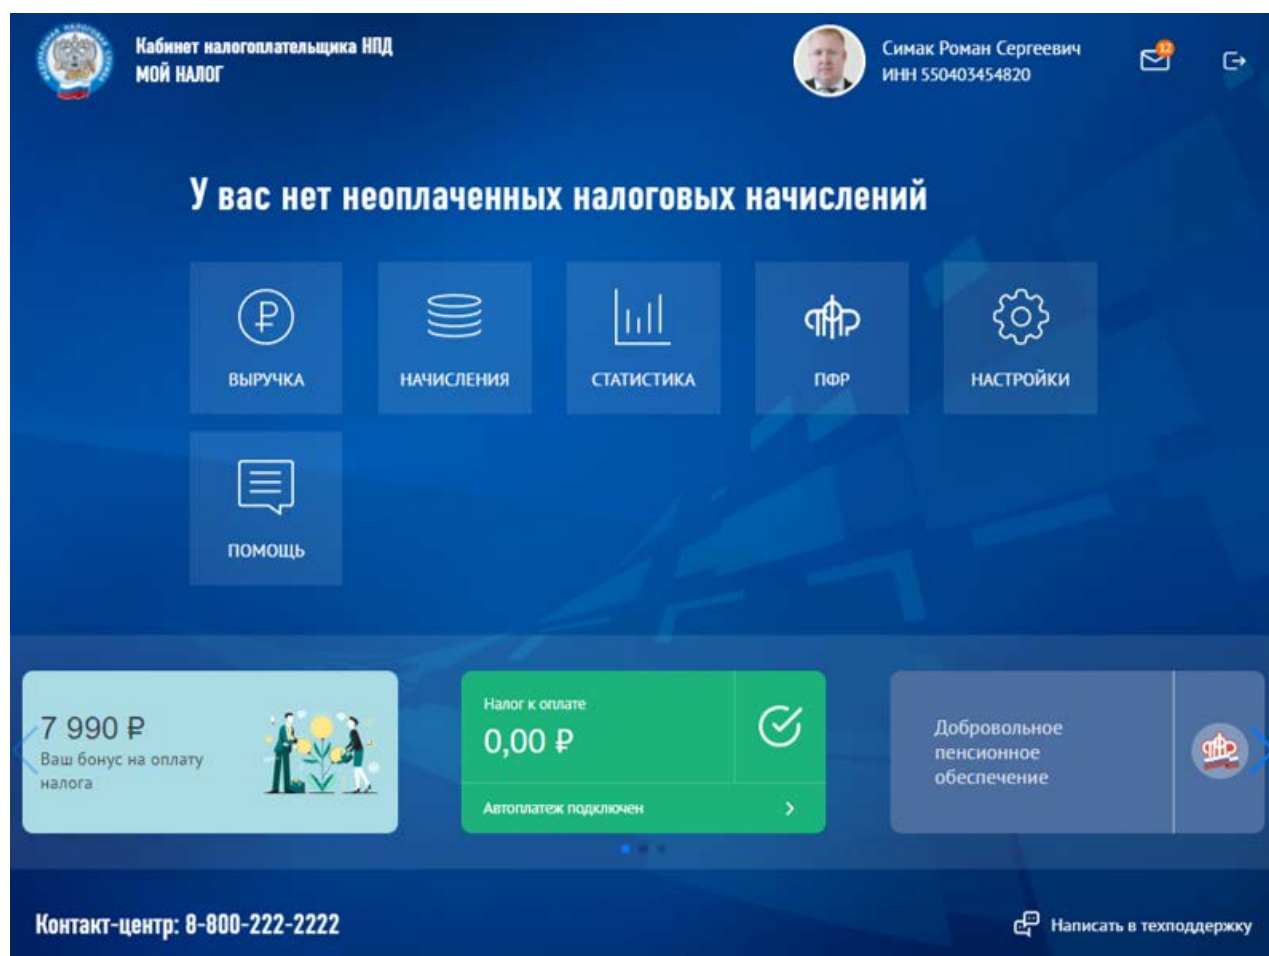 Кабинет налогоплательщика НПД
МОЙ НАЛОГ
Симак Роман Сергеевич
ИНН 550403454820
12
У вас нет неоплаченных налоговых начислений
ВЫРУЧКА
НАЧИСЛЕНИЯ
СТАТИСТИКА
ПФР
НАСТРОЙКИ
ПОМОЩЬ
7 990 ₽
Ваш бонус на оплату
налога
Налог к оплате
0,00 ₽
Автоплатеж подключен
Добровольное
пенсионное
обеспечение
Контакт-центр: 8-800-222-2222
Написать в техподдержку